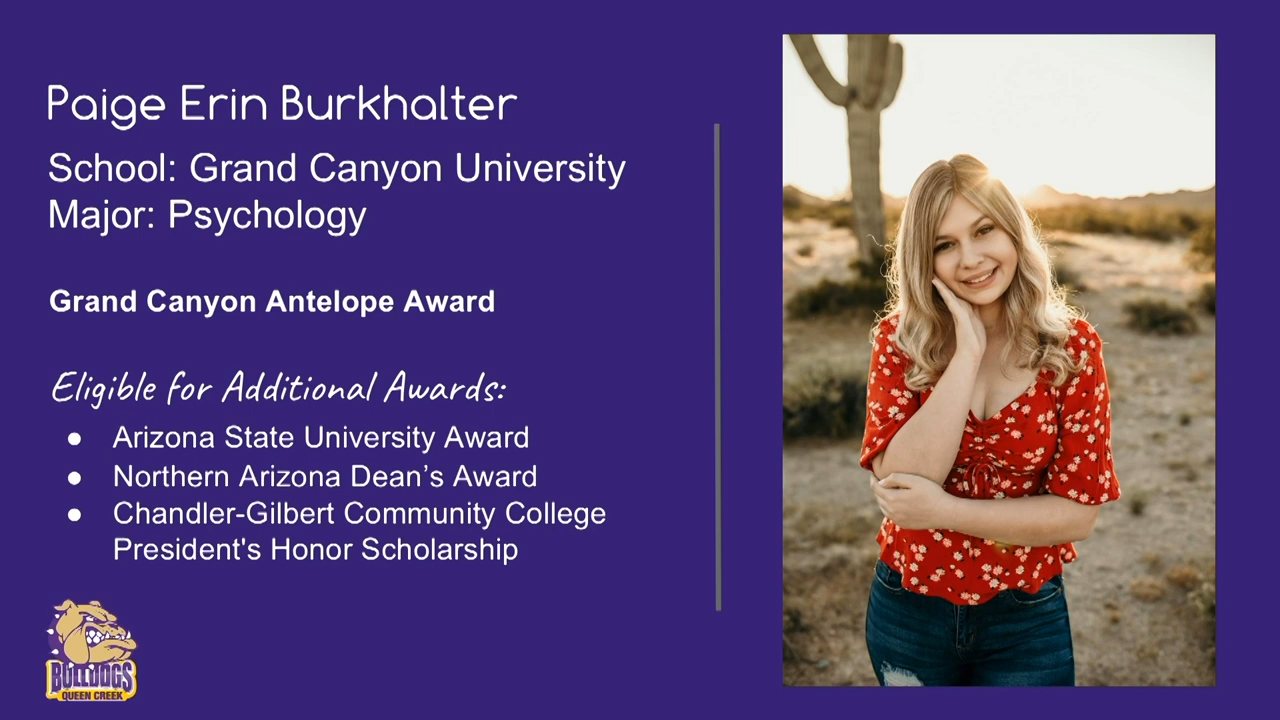 Paige Erin Burkhalter
School: Grand Canyon University
Major: Psychology
Grand Canyon Antelope Award
Eligible for Additional Awards:
● Arizona State University Award
● Northern Arizona Dean’s Award
● Chandler-Gilbert Community College
President's Honor Scholarship
BULLDOGS
QUEEN CREEK